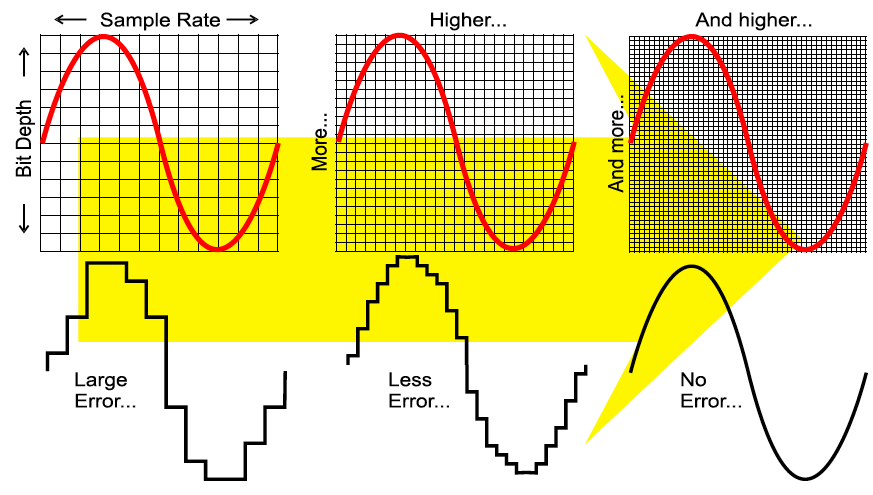 Sample Rate
Higher...
And higher...
Bit Depth
More...
And more...
Large
Error...
Less
Error...
No
Error...